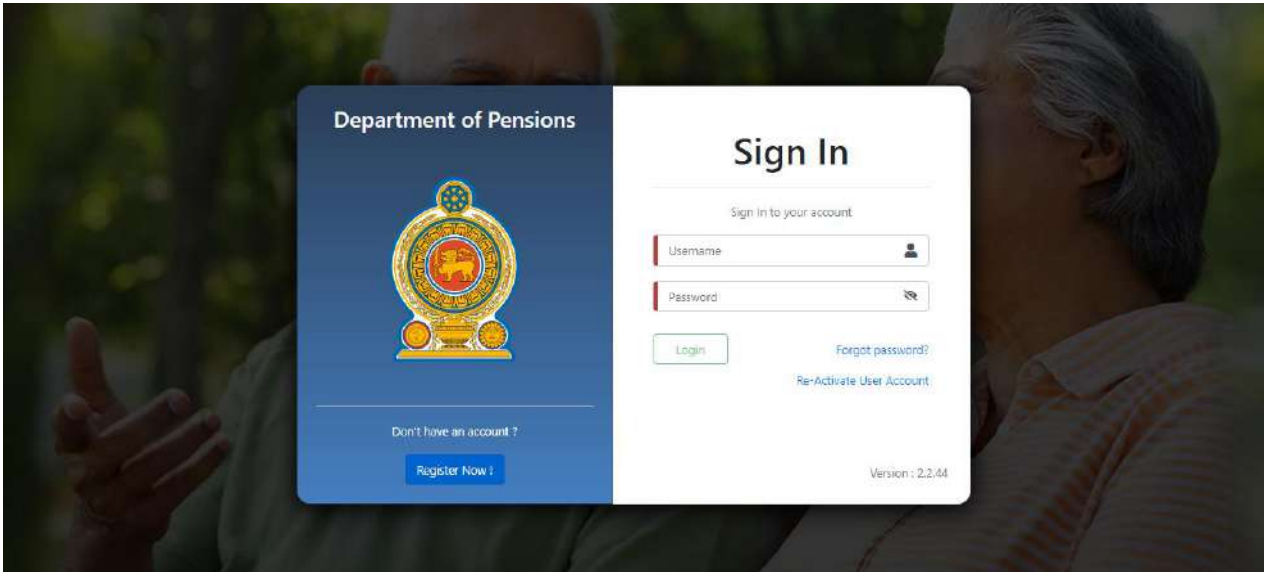 Department of Pensions
Don't have an account ?
Register Now !
Sign In
Sign In to your account
Username
Password
Login
Forgot password?
Re-Activate User Account
Version : 2.2.44